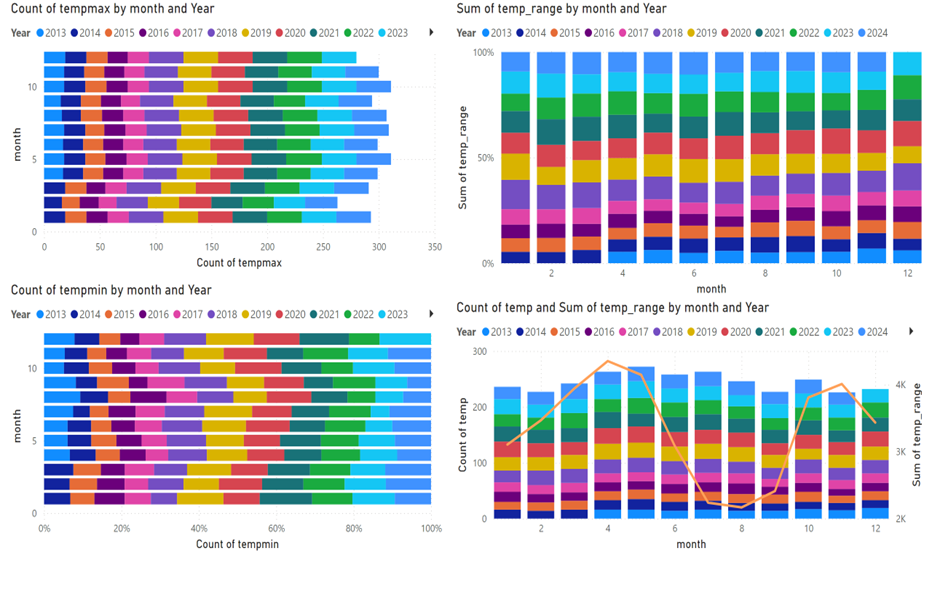 Count of tempmax by month and Year
Year 2013 2014 2015 2016 2017 2018 2019 2020 2021 2022 2023
month
10
5
0
0 50 100 150 200 250 300 350
Count of tempmax
Sum of temp_range by month and Year
Year 2013 2014 2015 2016 2017 2018 2019 2020 2021 2022 2023 2024
Sum of temp_range
100%
50%
0%
2 4 6 8 10 12
month
Count of tempmin by month and Year
Year 2013 2014 2015 2016 2017 2018 2019 2020 2021 2022 2023
month
10
5
0
0% 20% 40% 60% 80% 100%
Count of tempmin
Count of temp and Sum of temp_range by month and Year
Year 2013 2014 2015 2016 2017 2018 2019 2020 2021 2022 2023 2024
Count of temp
300
200
100
0
4K
3K
2K
Sum of temp_range
2 4 6 8 10 12
month